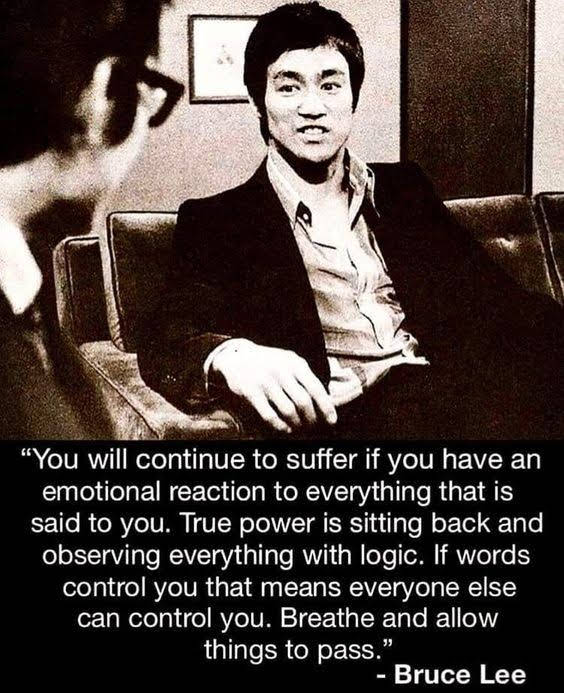 “You will continue to suffer if you have an
emotional reaction to everything that is
said to you. True power is sitting back and
observing everything with logic. If words
control you that means everyone else
can control you. Breathe and allow
things to pass.”
- Bruce Lee